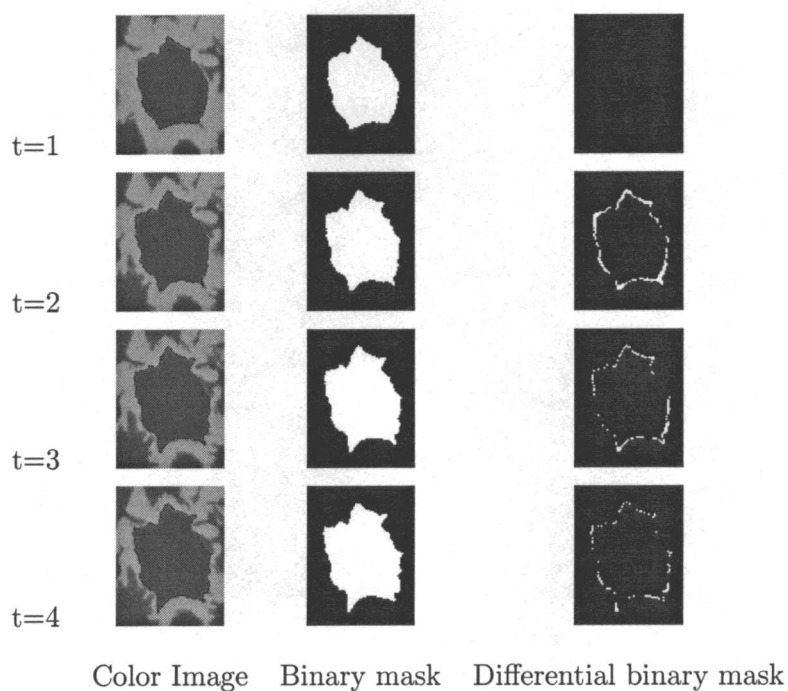 t=1
t=2
t=3
t=4
Color Image Binary mask Differential binary mask